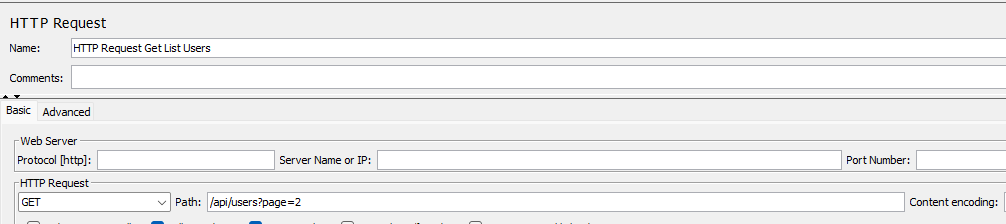 HTTP Request
Name: HTTP Request Get List Users
Comments:
Basic Advanced
Web Server
Protocol [http]: Server Name or IP: Port Number:
HTTP Request
GET Path: /api/users?page=2 Content encoding: